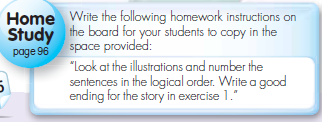 Home
Study
page 96
Write the following homework instructions on
the board for your students to copy in the
space provided:
"Look at the illustrations and number the
sentences in the logical order. Write a good
ending for the story in exercise 1."